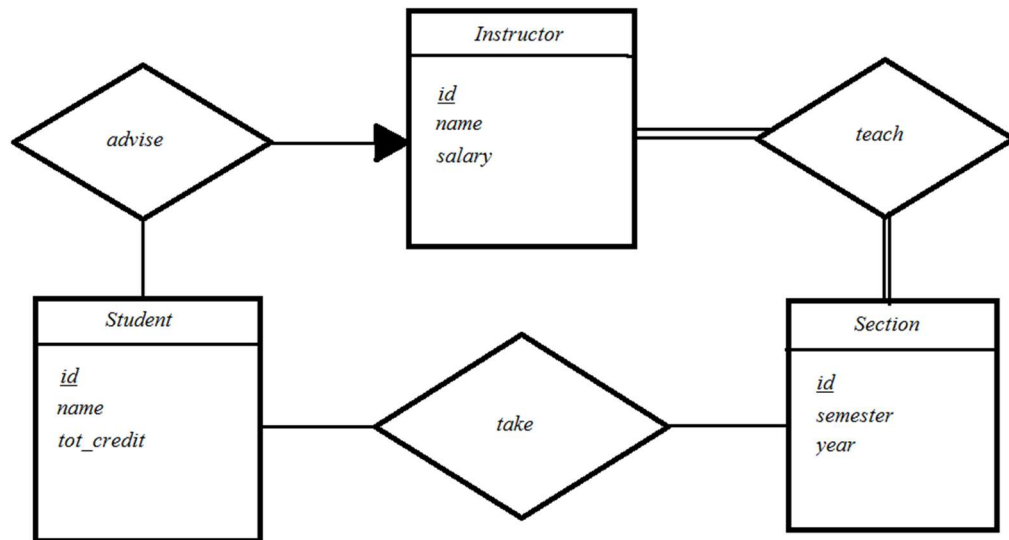 Instructor
id
name
salary
advise
teach
Student
id
name
tot_credit
take
Section
id
semester
year